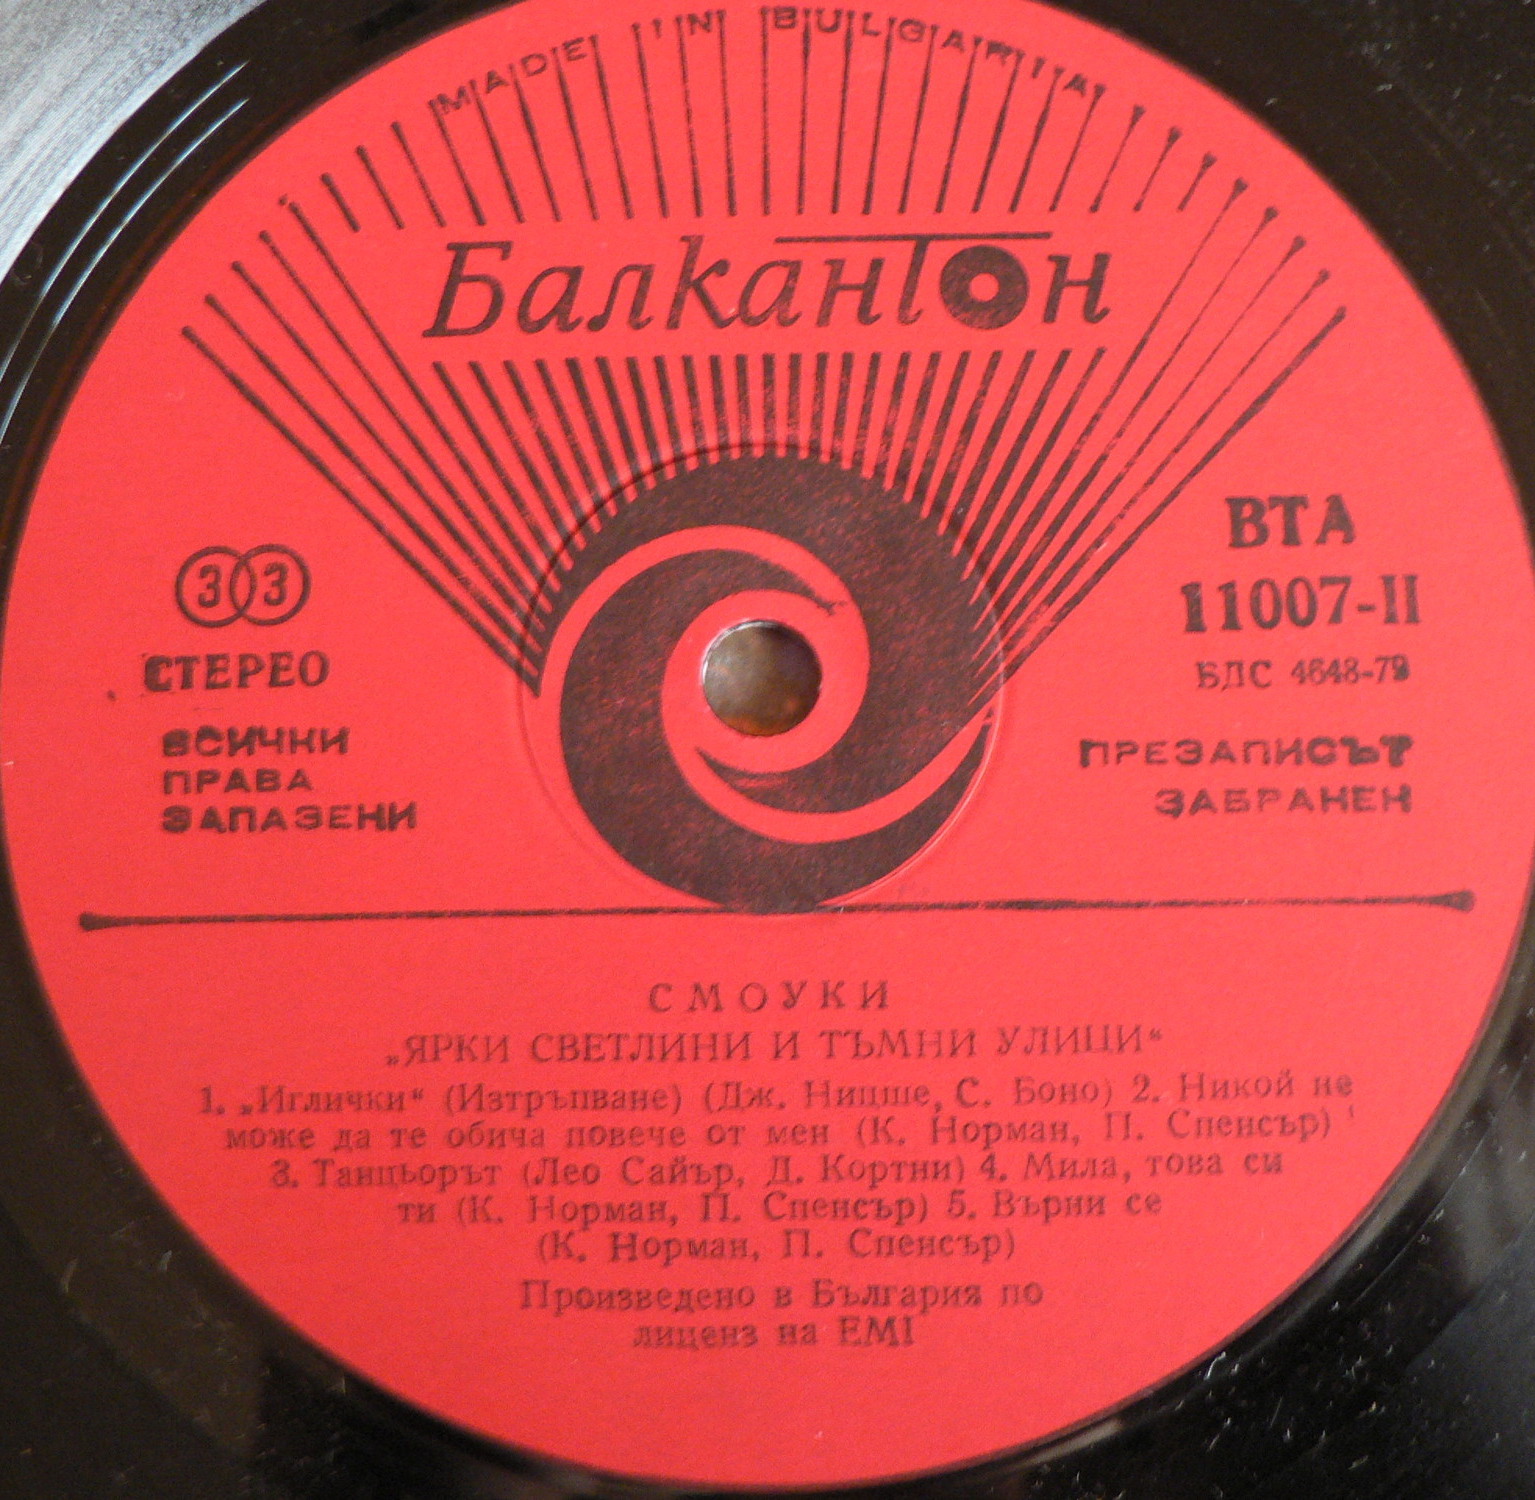 MADE IN BULGARIA
Балкантон
33
СТЕРЕО
ВСИЧКИ
ПРАВА
ЗАПАЗЕНИ
ВТА
11007-II
БДС 4648-79
ПРЕЗАПИСЪТ
ЗАБРАНЕН
СМОУКИ
„ЯРКИ СВЕТЛИНИ И ТЪМНИ УЛИЦИ“
1. „Иглички“ (Изтръпване) (Дж. Ницше, С. Боно) 2. Никой не
може да те обича повече от мен (К. Норман, П. Спенсър)
3. Танцьорът (Лео Сайър, Д. Кортни) 4. Мила, това си
ти (К. Норман, П. Спенсър) 5. Върни се
(К. Норман, П. Спенсър)
Произведено в България по
лиценз на EMI